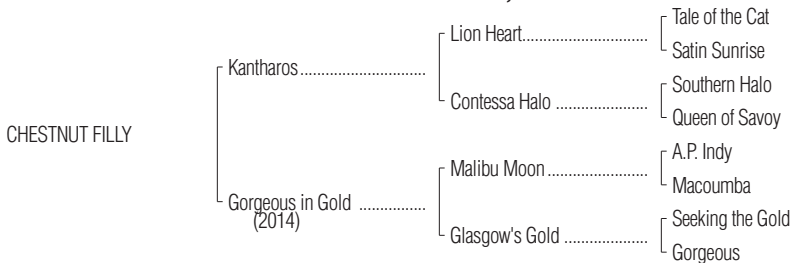 Tale of the Cat
Lion Heart..............................
Satin Sunrise
Kantharos..............................
Southern Halo
Contessa Halo ......................
Queen of Savoy
CHESTNUT FILLY
A.P. Indy
Malibu Moon........................
Macoumba
Gorgeous in Gold ................
(2014)
Seeking the Gold
Glasgow's Gold ....................
Gorgeous